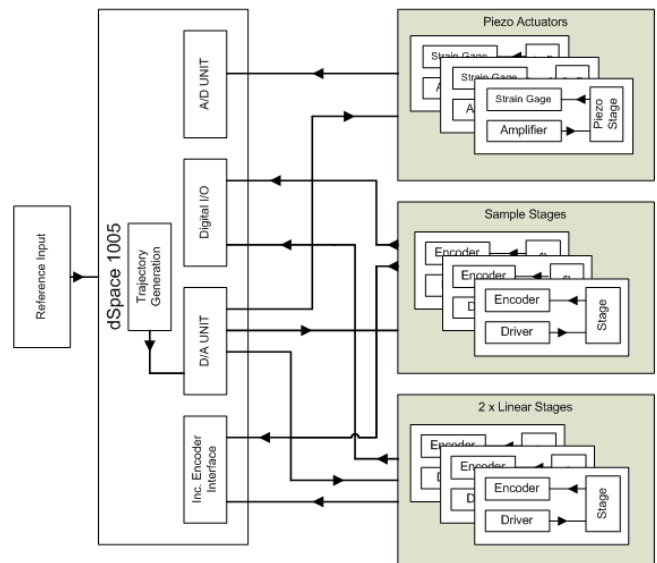 Reference Input
dSpace 1005
Trajectory
Generation
A/D UNIT
Digital I/O
D/A UNIT
Inc. Encoder
Interface
Piezo Actuators
Strain Gage
Strain Gage
Strain Gage
Amplifier
Piezo
Stage
Sample Stages
Encoder
Encoder
Encoder
Driver
Stage
2 x Linear Stages
Encoder
Encoder
Encoder
Driver
Stage